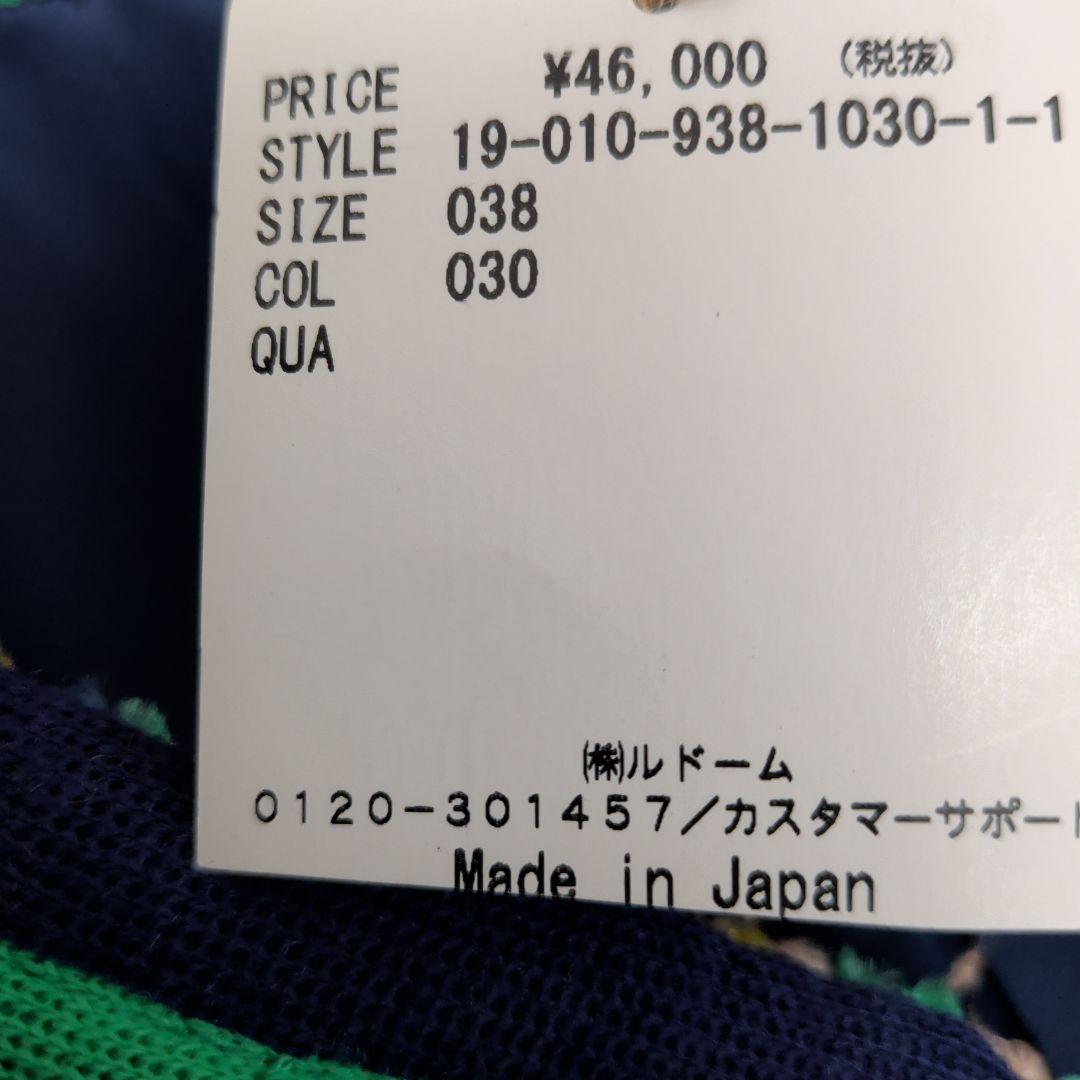 PRICE ¥46,000 (税抜)
STYLE 19-010-938-1030-1-1
SIZE 038
COL 030
QUA
㈱ルドーム
0120-301457/カスタマーサポート
Made in Japan